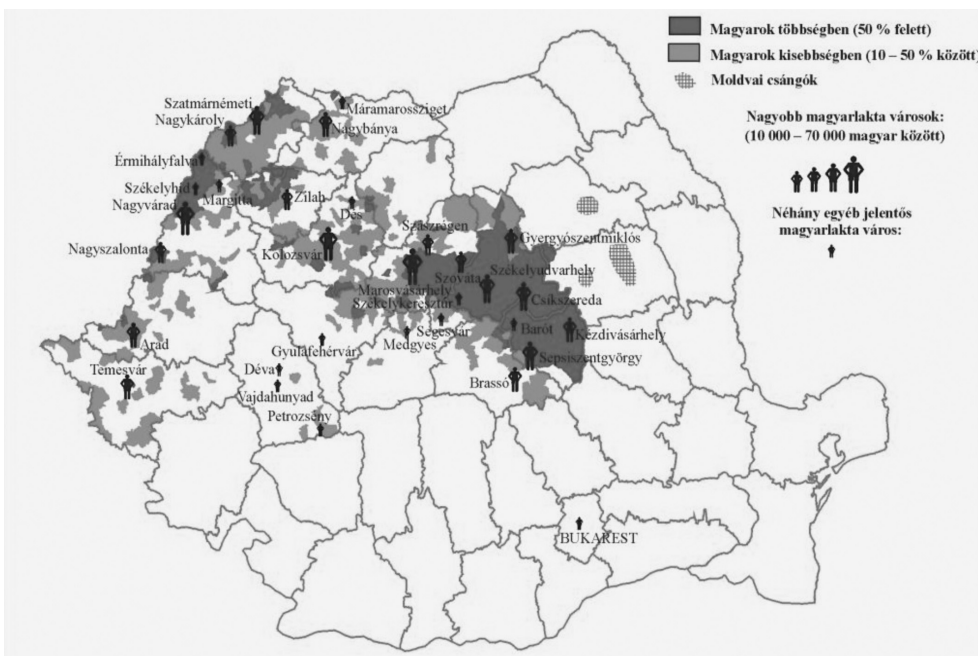 Magyarok többségben (50 % felett)
Magyarok kisebbségben (10 – 50 % között)
Moldvai csángók
Nagyobb magyarlakta városok:
(10 000 – 70 000 magyar között)
Néhány egyéb jelentős
magyarlakta város:
Szatmárnémeti
Máramarossziget
Nagykároly
Nagybánya
Érmihályfalva
Székelyhíd
Margitta
Zilah
Nagyvárad
Dés
Szászrégen
Gyergyószentmiklós
Nagyszalonta
Kolozsvár
Szováta
Székelyudvarhely
Marosvásárhely
Csíkszereda
Székelykeresztúr
Segesvár
Barót
Kézdivásárhely
Medgyes
Arad
Gyulafehérvár
Sepsiszentgyörgy
Temesvár
Déva
Brassó
Vajdahunyad
Petrozsény
BUKAREST